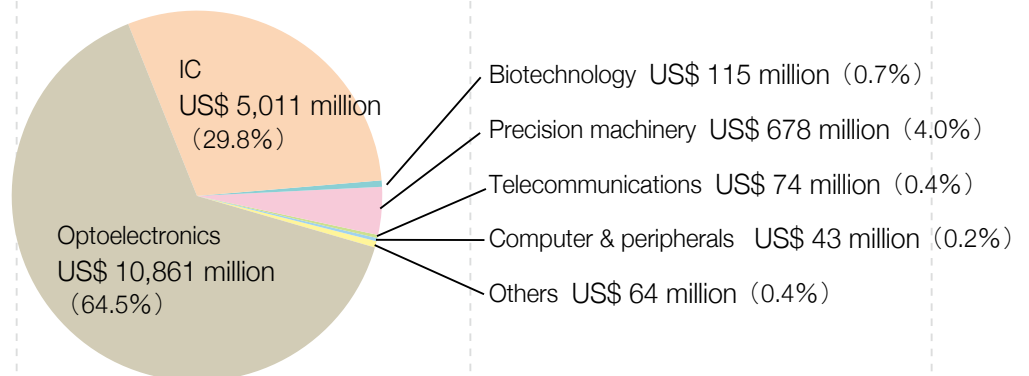 IC
US$ 5,011 million
（29.8%）
Biotechnology US$ 115 million（0.7%）
Precision machinery US$ 678 million（4.0%）
Telecommunications US$ 74 million（0.4%）
Computer & peripherals US$ 43 million（0.2%）
Others US$ 64 million（0.4%）
Optoelectronics
US$ 10,861 million
（64.5%）